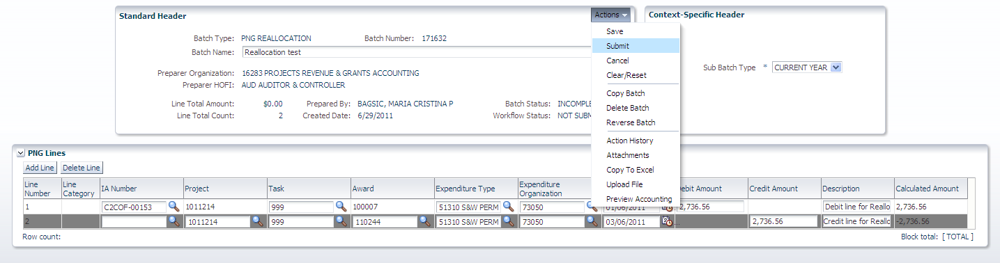 Standard Header
Actions
Context-Specific Header
Batch Type: PNG REALLOCATION Batch Number: 171632
Batch Name: Reallocation test
Preparer Organization: 16283 PROJECTS REVENUE & GRANTS ACCOUNTING
Preparer HOFI: AUD AUDITOR & CONTROLLER
Line Total Amount: $0.00 Prepared By: BAGSIC, MARIA CRISTINA P Batch Status: INCOMPLE
Line Total Count: 2 Created Date: 6/29/2011 Workflow Status: NOT SUBM
Save
Submit
Cancel
Clear/Reset
Copy Batch
Delete Batch
Reverse Batch
Action History
Attachments
Copy To Excel
Upload File
Preview Accounting
Sub Batch Type * CURRENT YEAR
PNG Lines
Add Line Delete Line
Line Number Line Category IA Number Project Task Award Expenditure Type Expenditure Organization Debit Amount Credit Amount Description Calculated Amount
1 C2COF-00153 1011214 999 100007 51310 S&W PERM 73050 01/06/2011 2,736.56 Debit line for Reallo 2,736.56
2 1011214 999 110244 51310 S&W PERM 73050 03/06/2011 ... 2,736.56 Credit line for Reallo -2,736.56
Row count: Block total: [ TOTAL ]